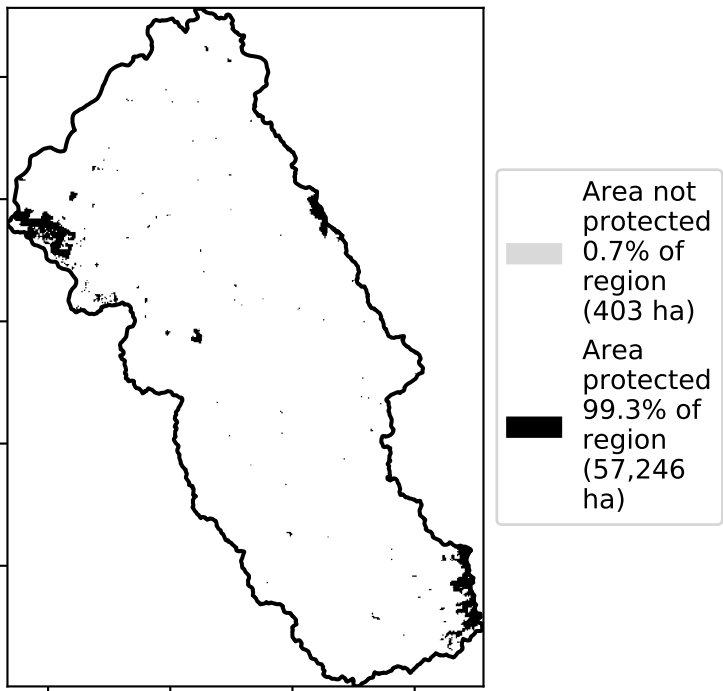 Area not
protected
0.7% of
region
(403 ha)
Area
protected
99.3% of
region
(57,246
ha)